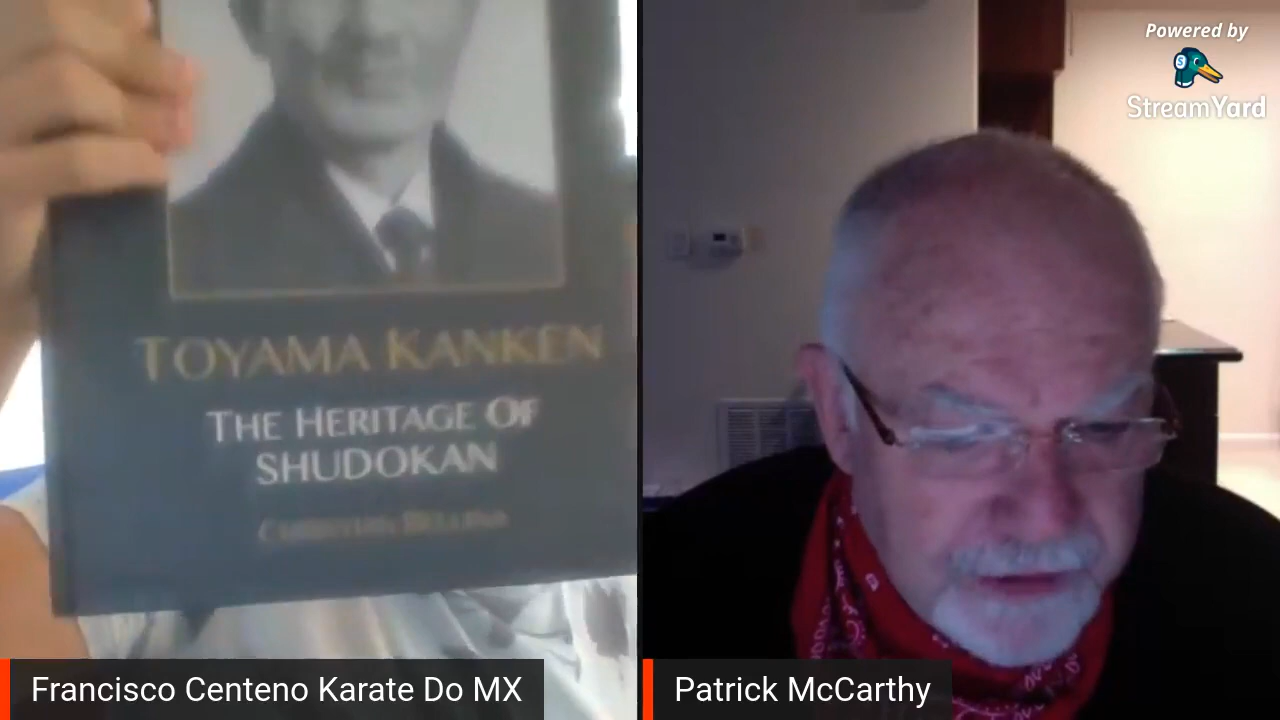 TOYAMA KANKEN
THE HERITAGE OF
SHUDOKAN
Powered by
StreamYard
Francisco Centeno Karate Do MX
Patrick McCarthy